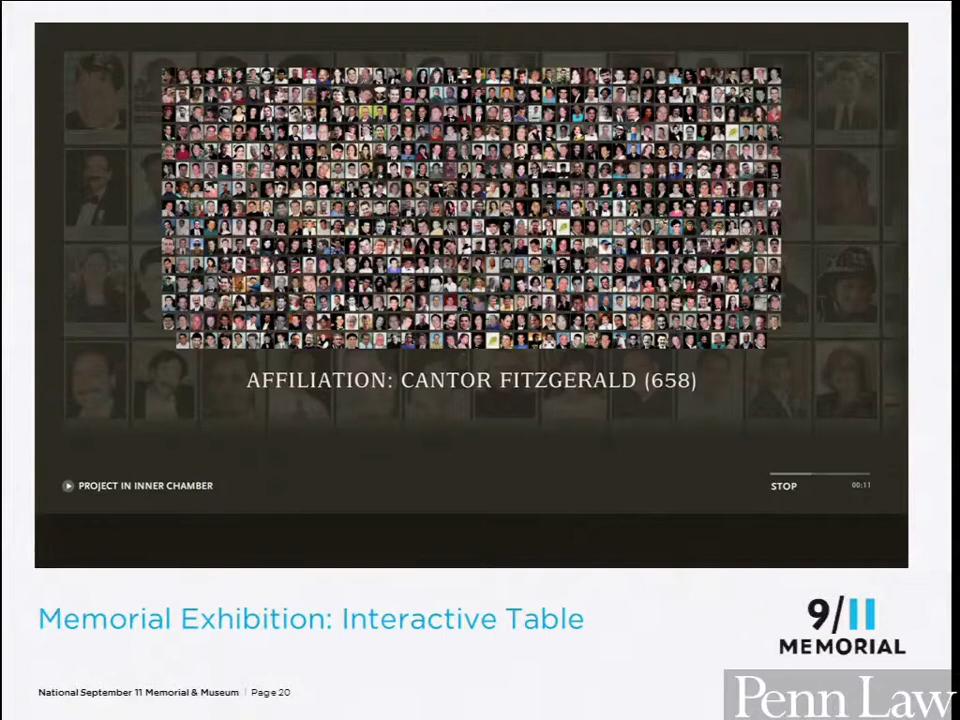 AFFILIATION: CANTOR FITZGERALD (658)
PROJECT IN INNER CHAMBER
STOP
00:11
Memorial Exhibition: Interactive Table
9/11
MEMORIAL
National September 11 Memorial & Museum | Page 20
Penn Law